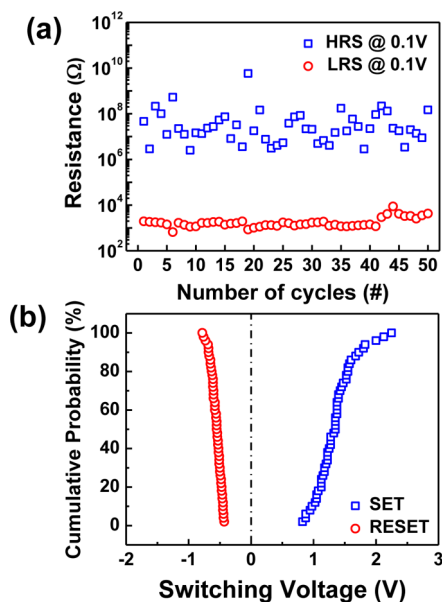 (a)
10^12
10^10
10^8
10^6
10^4
10^2
Resistance (Ω)
HRS @ 0.1V
LRS @ 0.1V
0 5 10 15 20 25 30 35 40 45 50
Number of cycles (#)
(b)
100
80
60
40
20
0
Cumulative Probability (%)
SET
RESET
-2 -1 0 1 2 3
Switching Voltage (V)